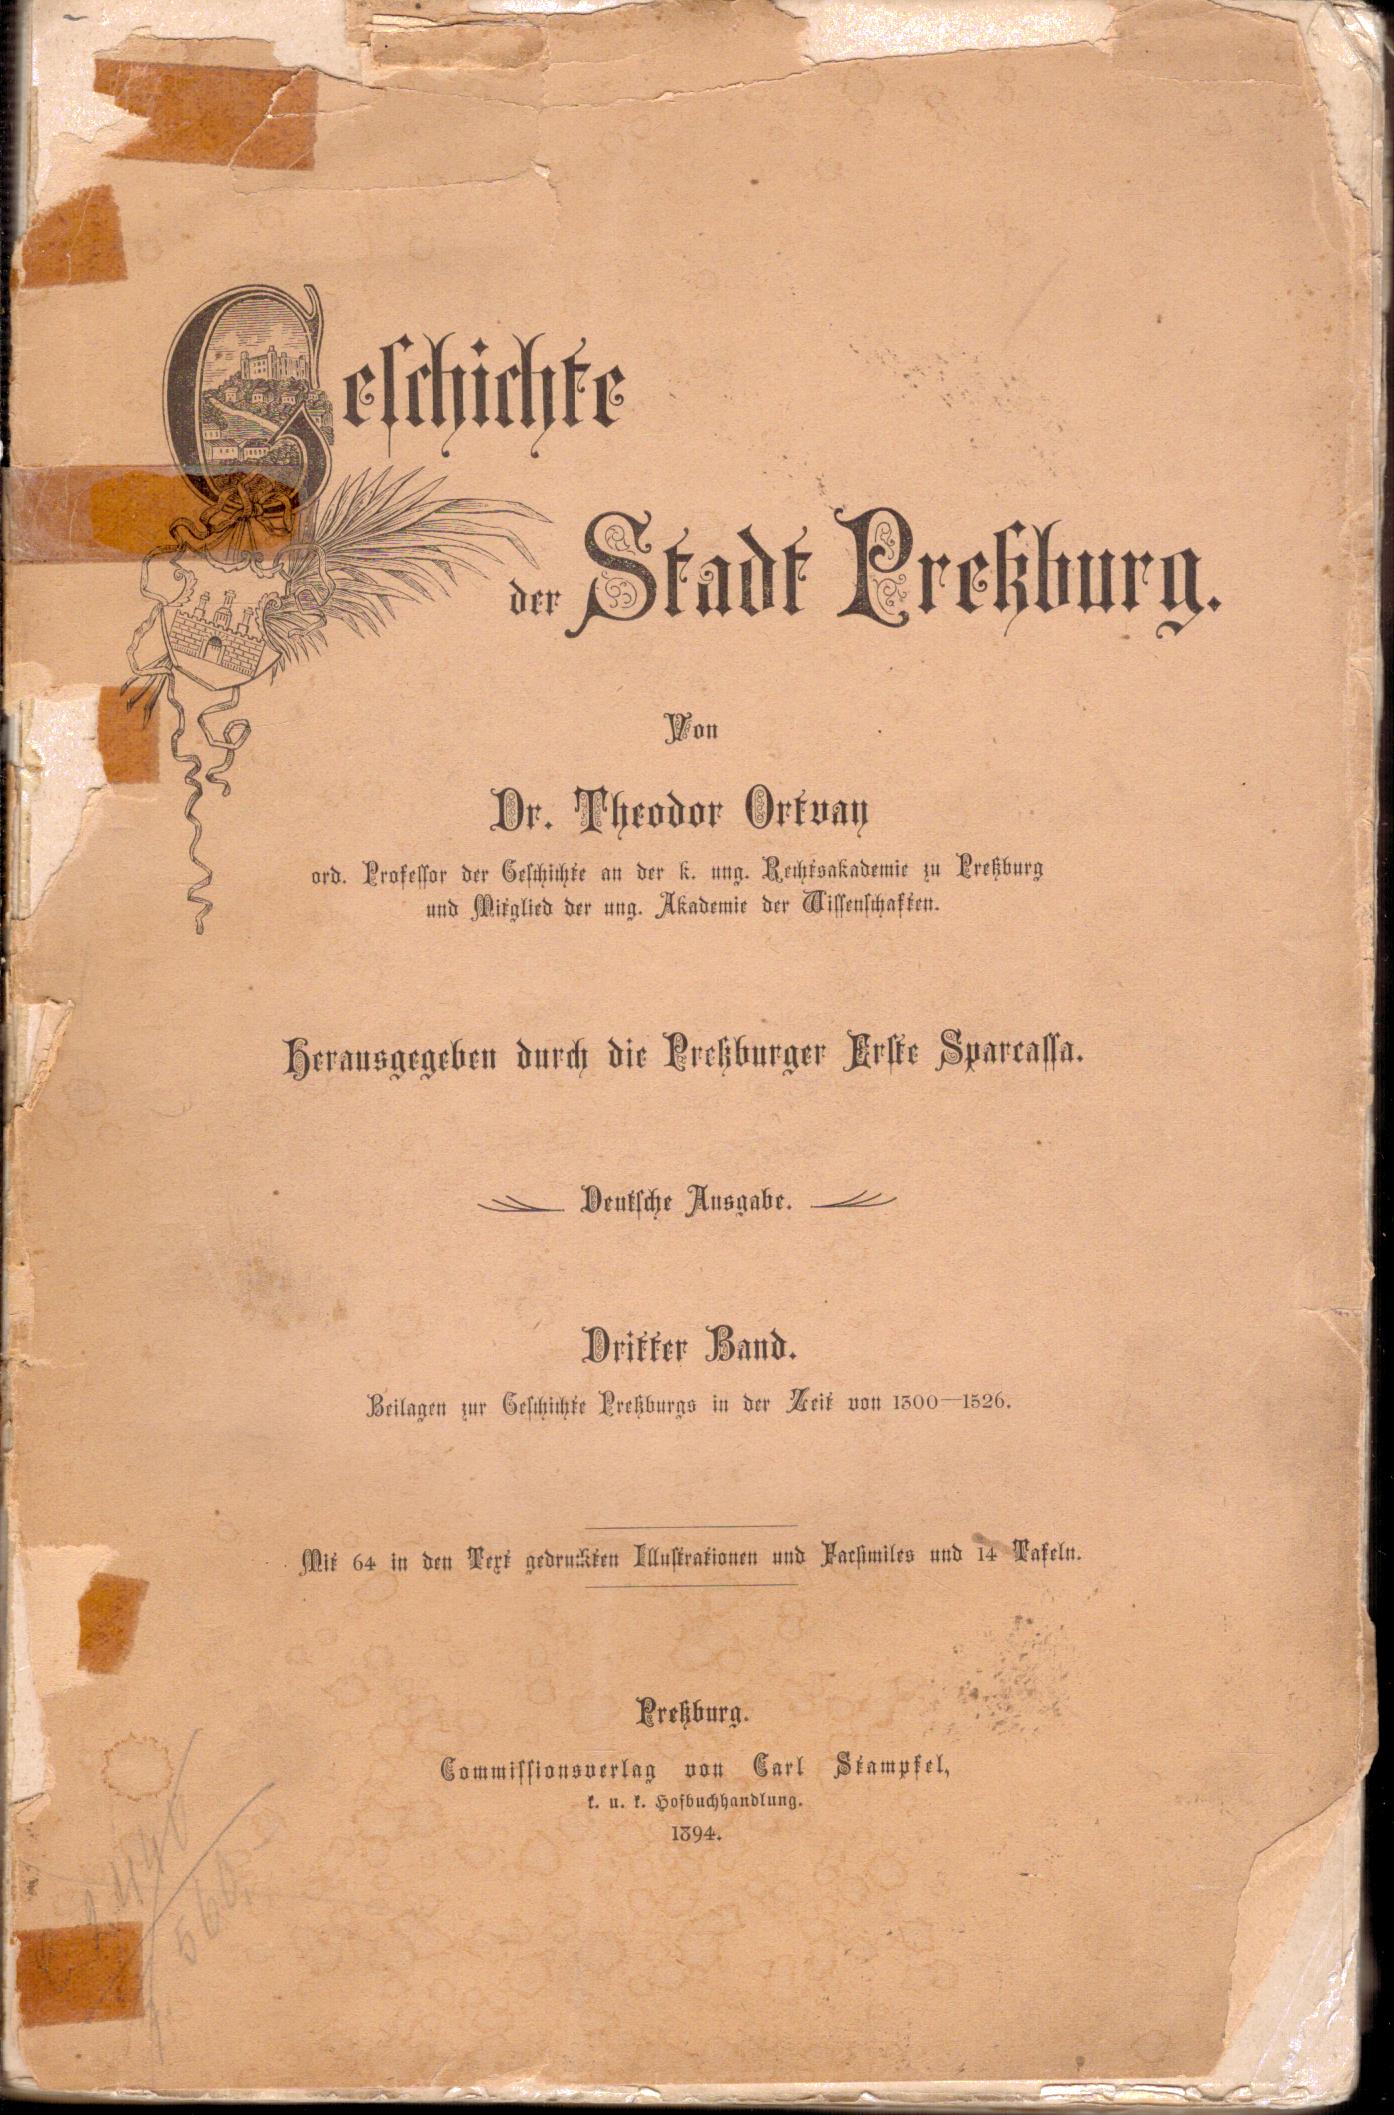 Geschichte
der Stadt Preßburg.
Von
Dr. Theodor Ortvay
ord. Professor der Geschichte an der k. ung. Rechtsakademie zu Preßburg
und Mitglied der ung. Akademie der Wissenschaften.
Herausgegeben durch die Preßburger Erste Sparcassa.
Deutsche Ausgabe.
Dritter Band.
Beilagen zur Geschichte Preßburgs in der Zeit von 1300—1526.
Mit 64 in den Text gedruckten Illustrationen und Facsimiles und 14 Tafeln.
Preßburg.
Commissionsverlag von Carl Stampfel,
k. u. k. Hofbuchhandlung.
1894.
560.-